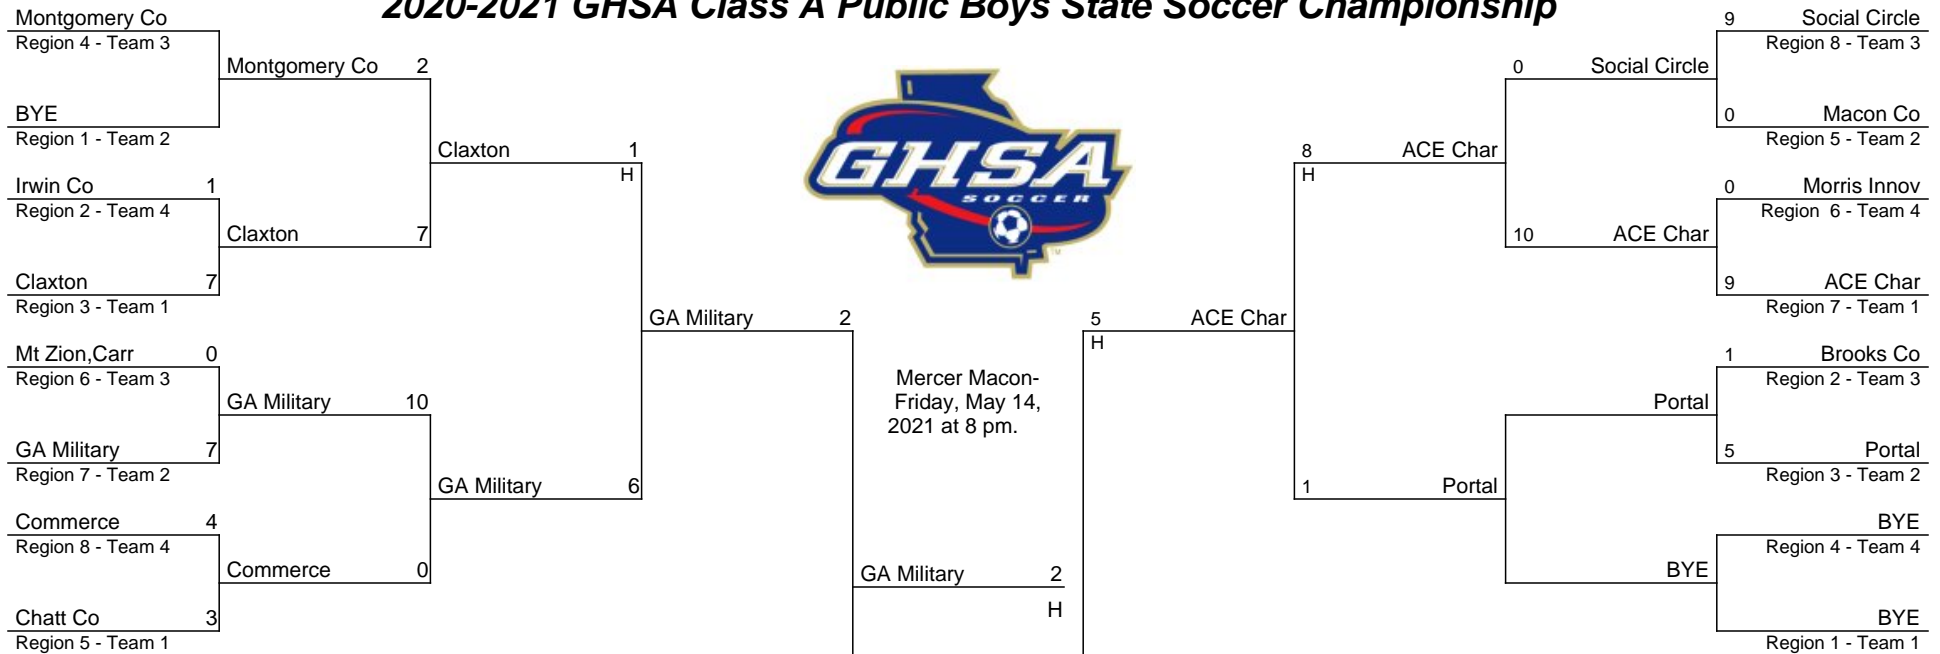 2020-2021 GHSA Class A Public Boys State Soccer Championship
Montgomery Co
Region 4 - Team 3
Montgomery Co 2
BYE
Region 1 - Team 2
Claxton 1
H
Irwin Co 1
Region 2 - Team 4
Claxton 7
Claxton 7
Region 3 - Team 1
GA Military 2
Mt Zion,Carr 0
Region 6 - Team 3
GA Military 10
GA Military 7
Region 7 - Team 2
GA Military 6
Commerce 4
Region 8 - Team 4
Commerce 0
Chatt Co 3
Region 5 - Team 1
GHSA
SOCCER
TM
Mercer Macon-
Friday, May 14,
2021 at 8 pm.
GA Military 2
H
9 Social Circle
Region 8 - Team 3
0 Social Circle
0 Macon Co
Region 5 - Team 2
8 ACE Char
H
0 Morris Innov
Region 6 - Team 4
10 ACE Char
9 ACE Char
Region 7 - Team 1
5 ACE Char
H
1 Brooks Co
Region 2 - Team 3
Portal
5 Portal
Region 3 - Team 2
1 Portal
BYE
Region 4 - Team 4
BYE
BYE
Region 1 - Team 1